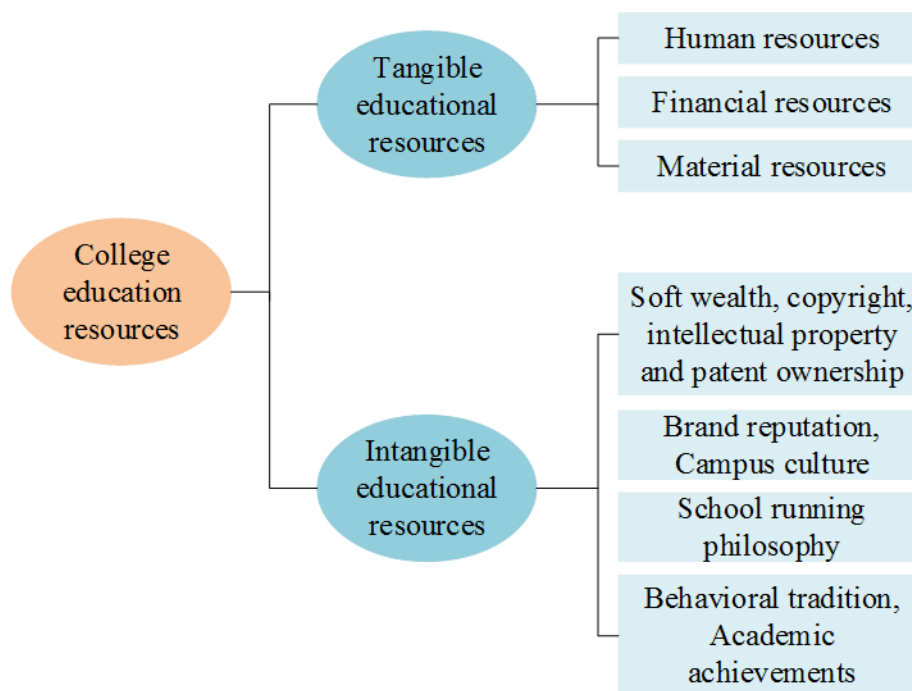 College
education
resources
Tangible
educational
resources
Human resources
Financial resources
Material resources
Intangible
educational
resources
Soft wealth, copyright,
intellectual property
and patent ownership
Brand reputation,
Campus culture
School running
philosophy
Behavioral tradition,
Academic
achievements